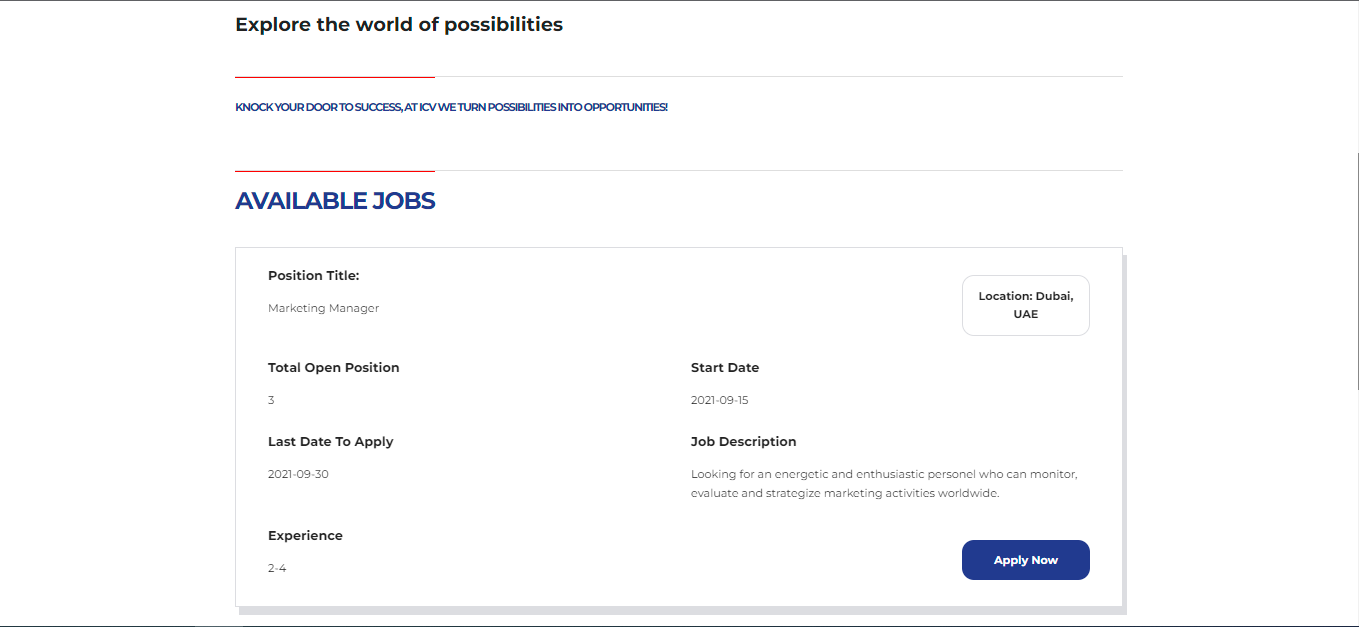 Explore the world of possibilities
KNOCK YOUR DOOR TO SUCCESS, AT ICV WE TURN POSSIBILITIES INTO OPPORTUNITIES!
AVAILABLE JOBS
Position Title:
Marketing Manager
Location: Dubai,
UAE
Total Open Position
3
Start Date
2021-09-15
Last Date To Apply
2021-09-30
Job Description
Looking for an energetic and enthusiastic personel who can monitor,
evaluate and strategize marketing activities worldwide.
Experience
2-4
Apply Now